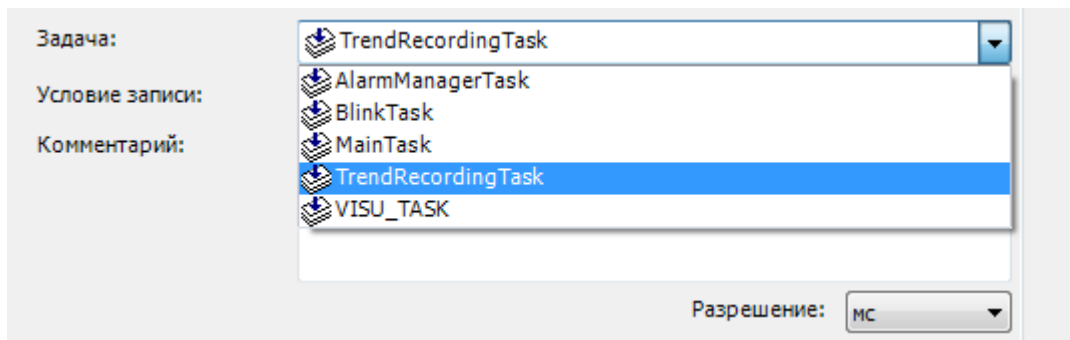 Задача: TrendRecordingTask
AlarmManagerTask
Условие записи: BlinkTask
Комментарий: MainTask
TrendRecordingTask
VISU_TASK
Разрешение: мс